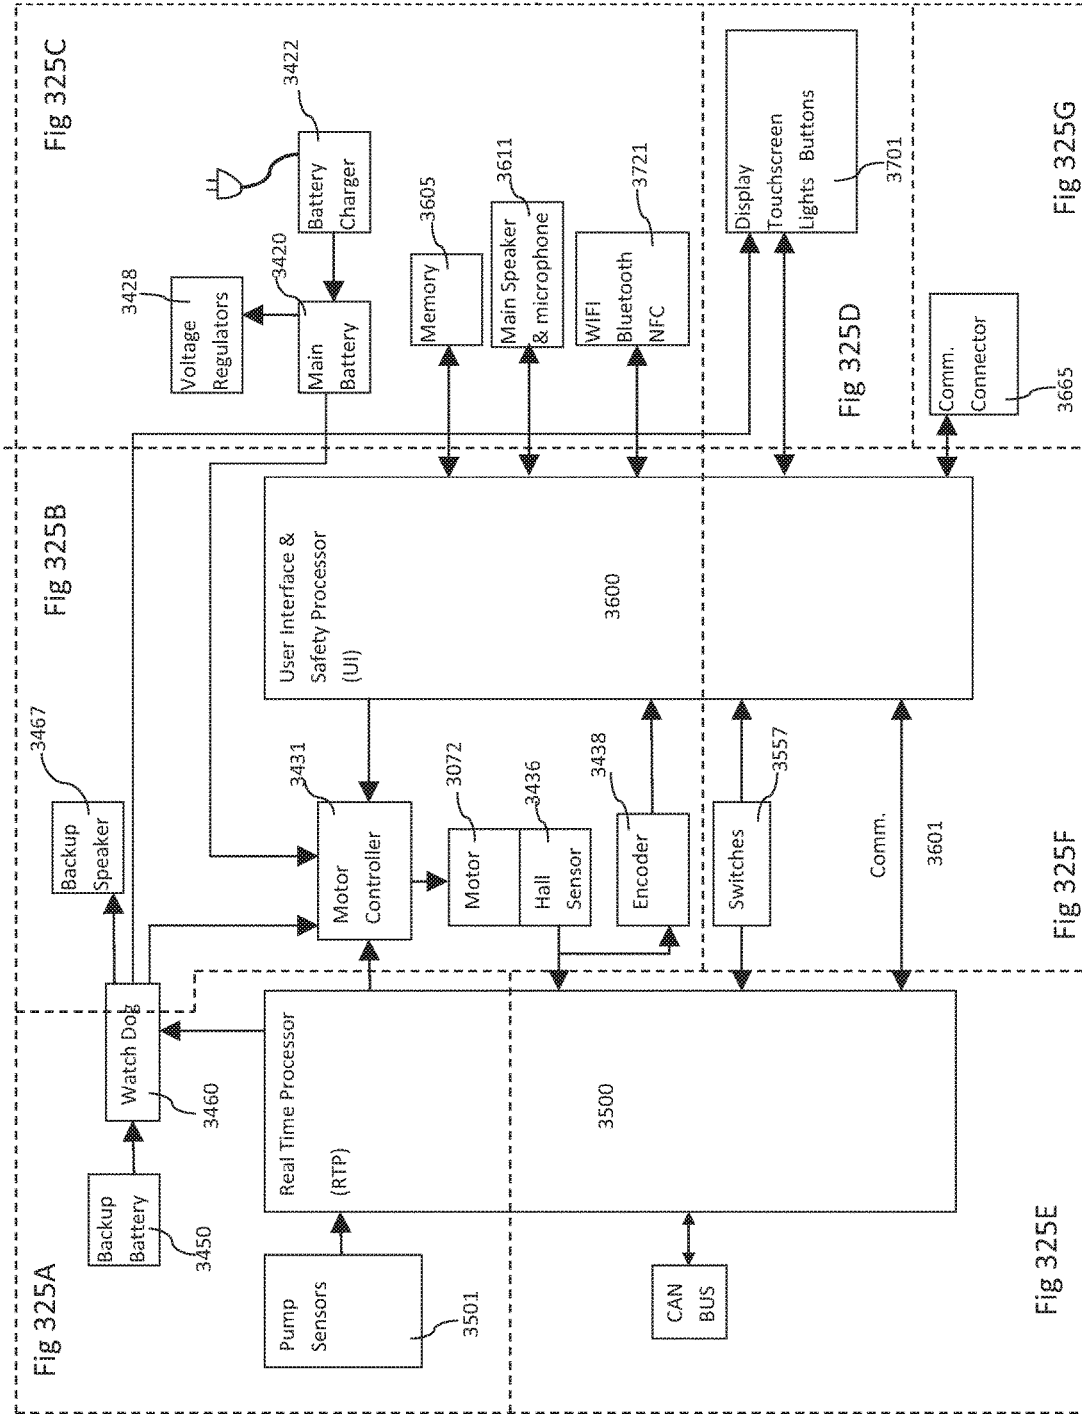 Fig 325A
Backup
Battery
3450
Watch Dog
3460
Pump
Sensors
3501
Real Time Processor
(RTP)
3500
CAN
BUS
Fig 325E
Fig 325B
Backup
Speaker
3467
Motor
Controller
3431
Motor
3072
Hall
Sensor
3436
Encoder
3438
User Interface &
Safety Processor
(UI)
3600
Switches
3557
Comm.
3601
Fig 325F
Fig 325C
Voltage
Regulators
3428
Main
Battery
3420
Battery
Charger
3422
Memory
3605
Main Speaker
& microphone
3611
WIFI
Bluetooth
NFC
3721
Fig 325D
Display
Touchscreen
Lights Buttons
3701
Comm.
Connector
3665
Fig 325G